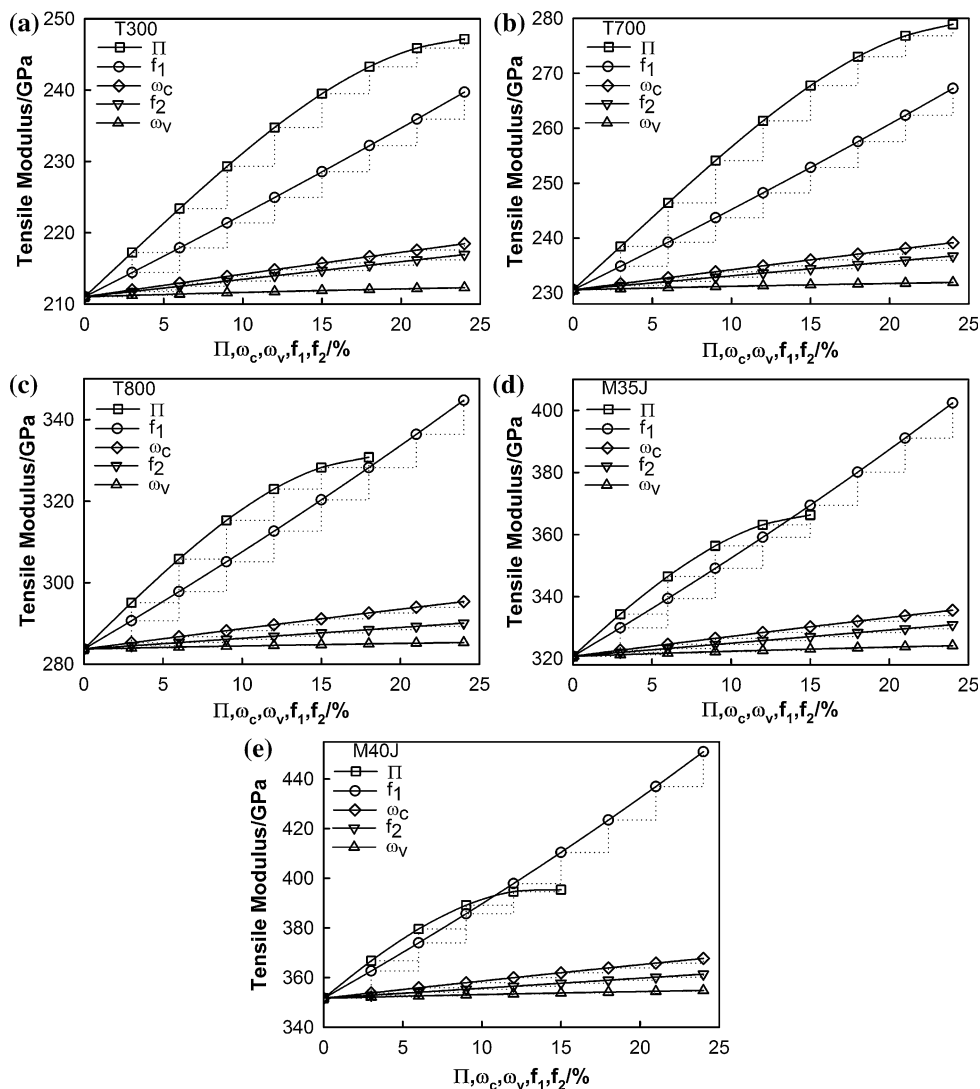 (a)
T300
Π
f1
ωc
f2
ωv
Tensile Modulus/GPa
250
240
230
220
210
0 5 10 15 20 25
Π,ωc,ωv,f1,f2/%
(b)
T700
Π
f1
ωc
f2
ωv
Tensile Modulus/GPa
280
270
260
250
240
230
0 5 10 15 20 25
Π,ωc,ωv,f1,f2/%
(c)
T800
Π
f1
ωc
f2
ωv
Tensile Modulus/GPa
340
320
300
280
0 5 10 15 20 25
Π,ωc,ωv,f1,f2/%
(d)
M35J
Π
f1
ωc
f2
ωv
Tensile Modulus/GPa
400
380
360
340
320
0 5 10 15 20 25
Π,ωc,ωv,f1,f2/%
(e)
M40J
Π
f1
ωc
f2
ωv
Tensile Modulus/GPa
440
420
400
380
360
340
0 5 10 15 20 25
Π,ωc,ωv,f1,f2/%